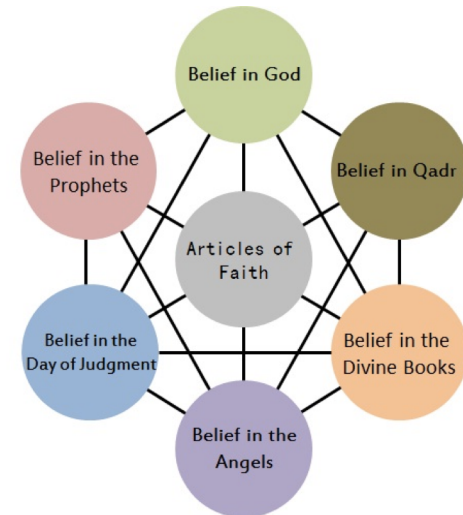 Belief in God
Belief in the
Prophets
Belief in Qadr
Articles of
Faith
Belief in the
Day of Judgment
Belief in the
Divine Books
Belief in the
Angels